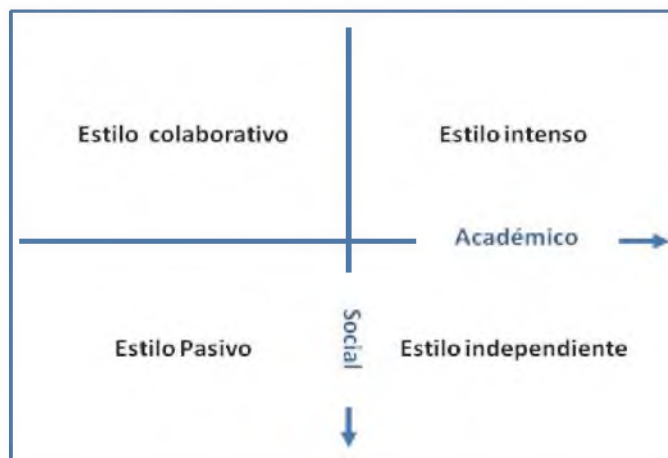 Estilo colaborativo
Estilo intenso
Académico
Social
Estilo Pasivo
Estilo independiente